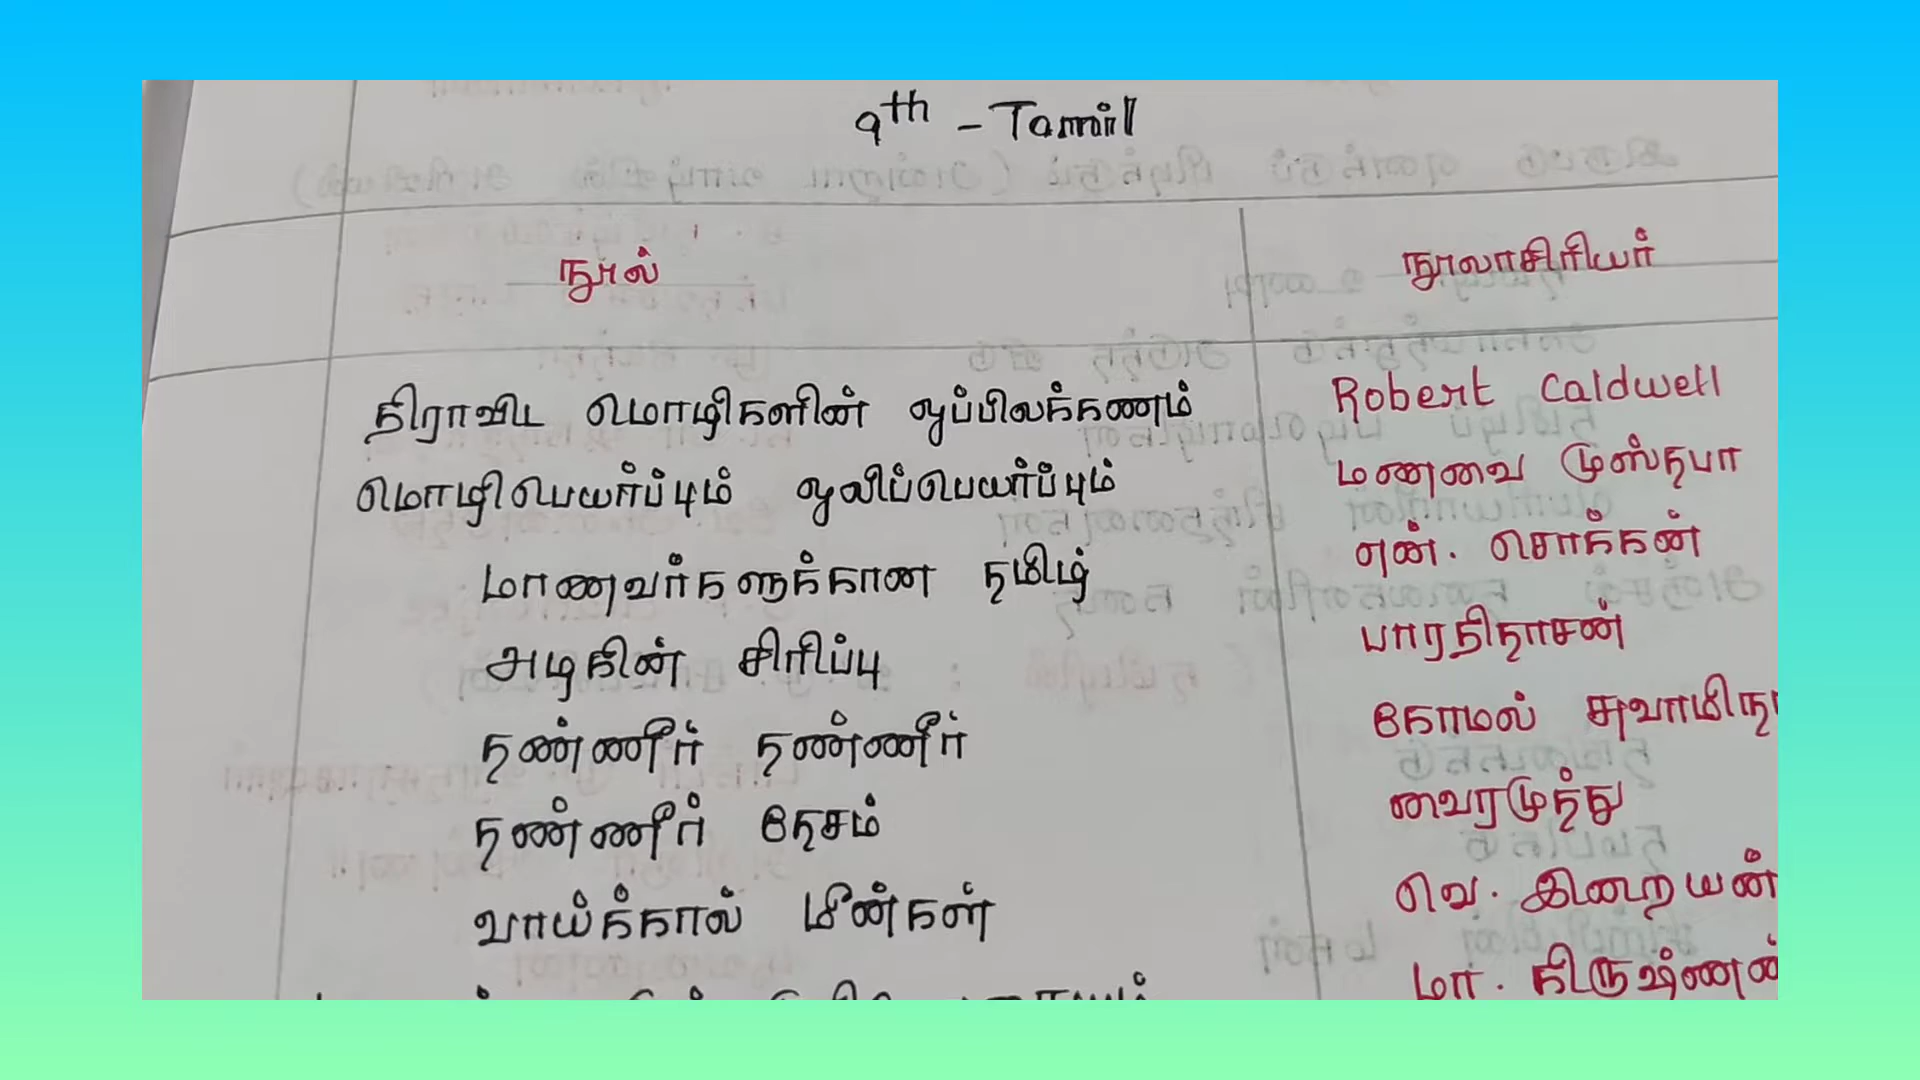 9th - Tamil
நூல் நூலாசிரியர்
திராவிட மொழிகளின் ஒப்பிலக்கணம் Robert Caldwell
மொழிபெயர்ப்பும் ஒலிப்பெயர்ப்பும் மணவை முஸ்தபா
மாணவர்களுக்கான தமிழ் என். சொக்கன்
அழகின் சிரிப்பு பாரதிதாசன்
தண்ணீர் தண்ணீர் கோமல்
தண்ணீர் தேசம் வைரமுத்து
வாய்க்கால் மீன்கள் வெ. இறையன்
மா. கிருஷ்ணன்